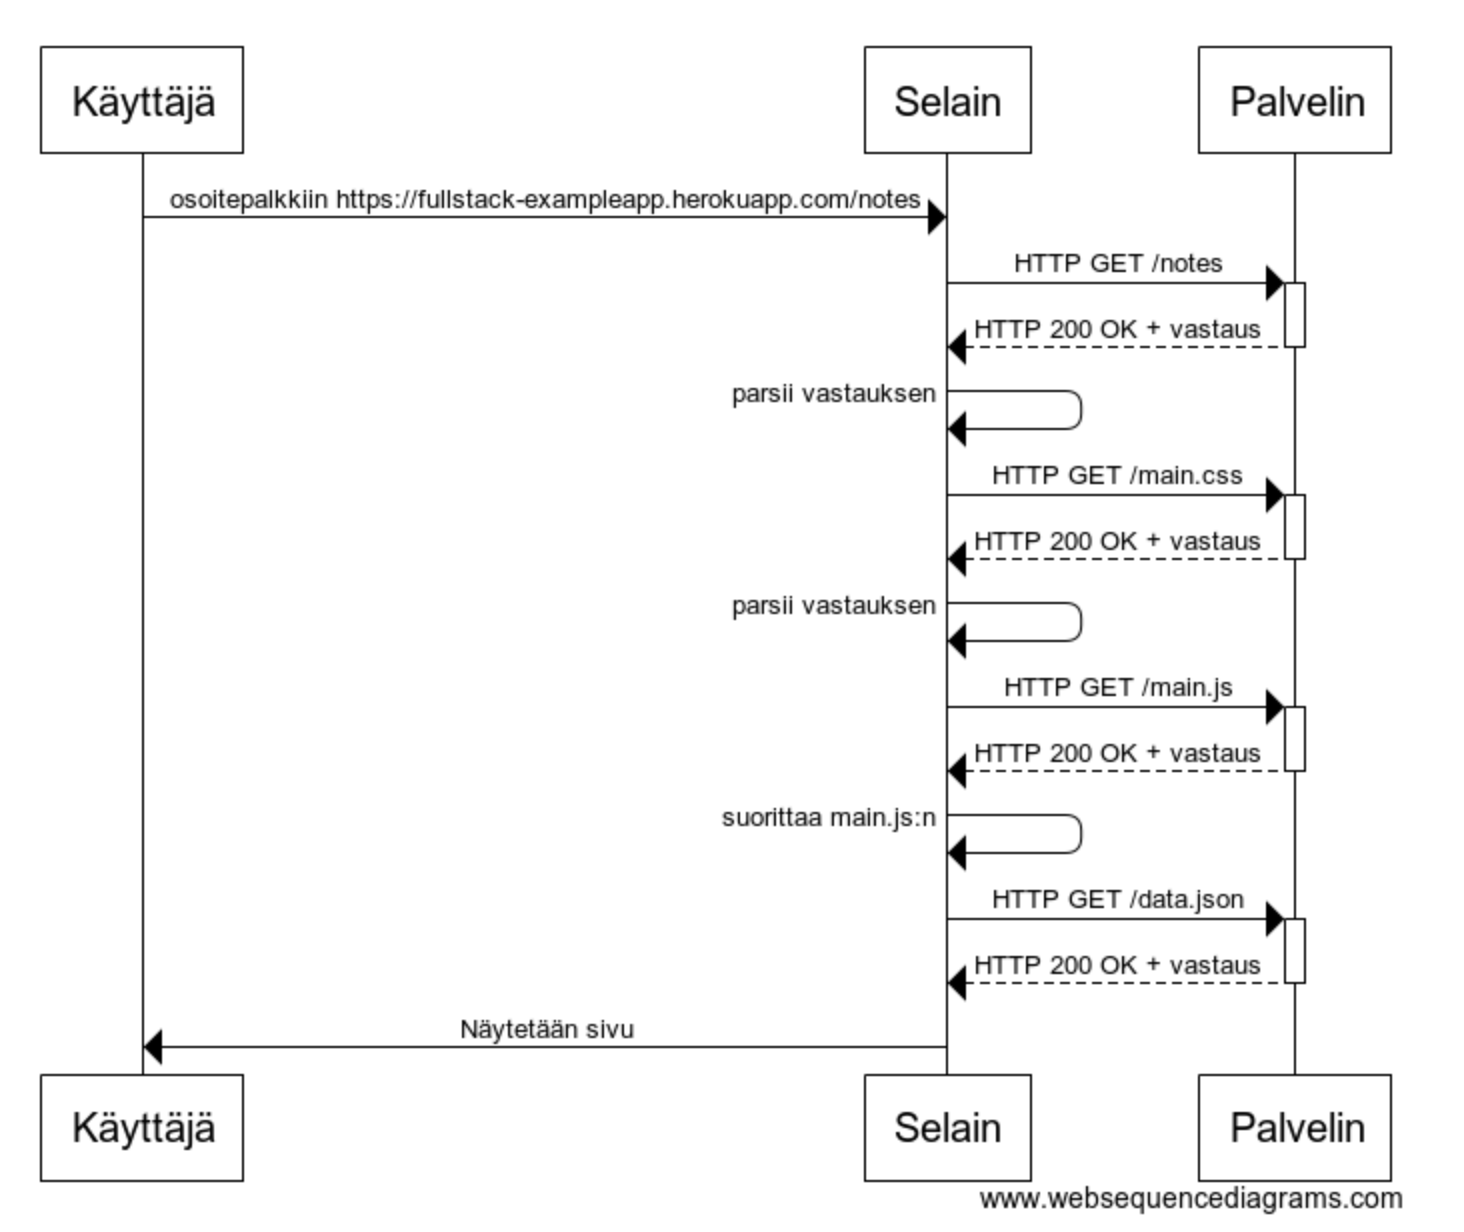 Käyttäjä
Selain
Palvelin
osoitepalkkiin https://fullstack-exampleapp.herokuapp.com/notes
HTTP GET /notes
HTTP 200 OK + vastaus
parsii vastauksen
HTTP GET /main.css
HTTP 200 OK + vastaus
parsii vastauksen
HTTP GET /main.js
HTTP 200 OK + vastaus
suorittaa main.js:n
HTTP GET /data.json
HTTP 200 OK + vastaus
Näytetään sivu
Käyttäjä
Selain
Palvelin
www.websequencediagrams.com